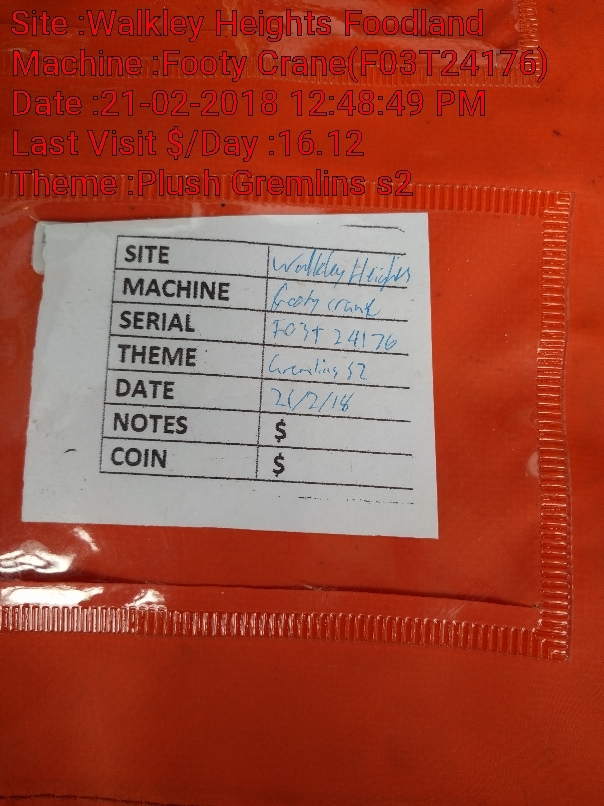 Site :Walkley Heights Foodland
Machine :Footy Crane(F03T24176)
Date :21-02-2018 12:48:49 PM
Last Visit $/Day :16.12
Theme :Plush Gremlins s2
SITE Walkley Heights
MACHINE footy crane
SERIAL F03T 24176
THEME Gremlins S2
DATE 21/2/18
NOTES $
COIN $